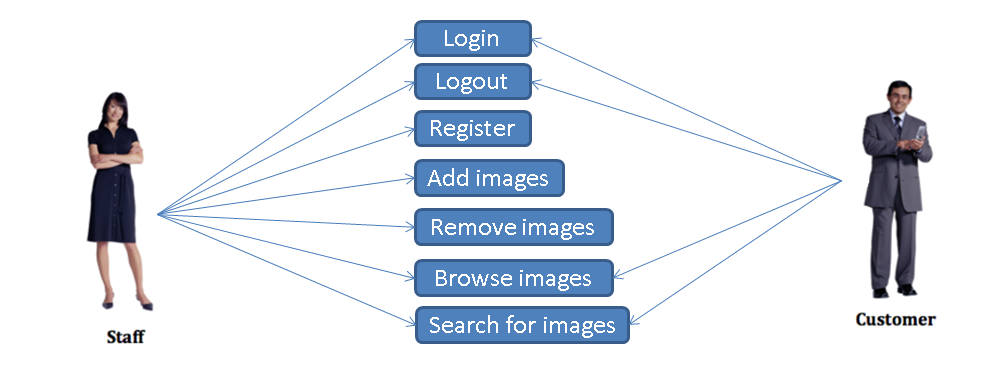 Login
Logout
Register
Add images
Remove images
Browse images
Search for images
Staff
Customer